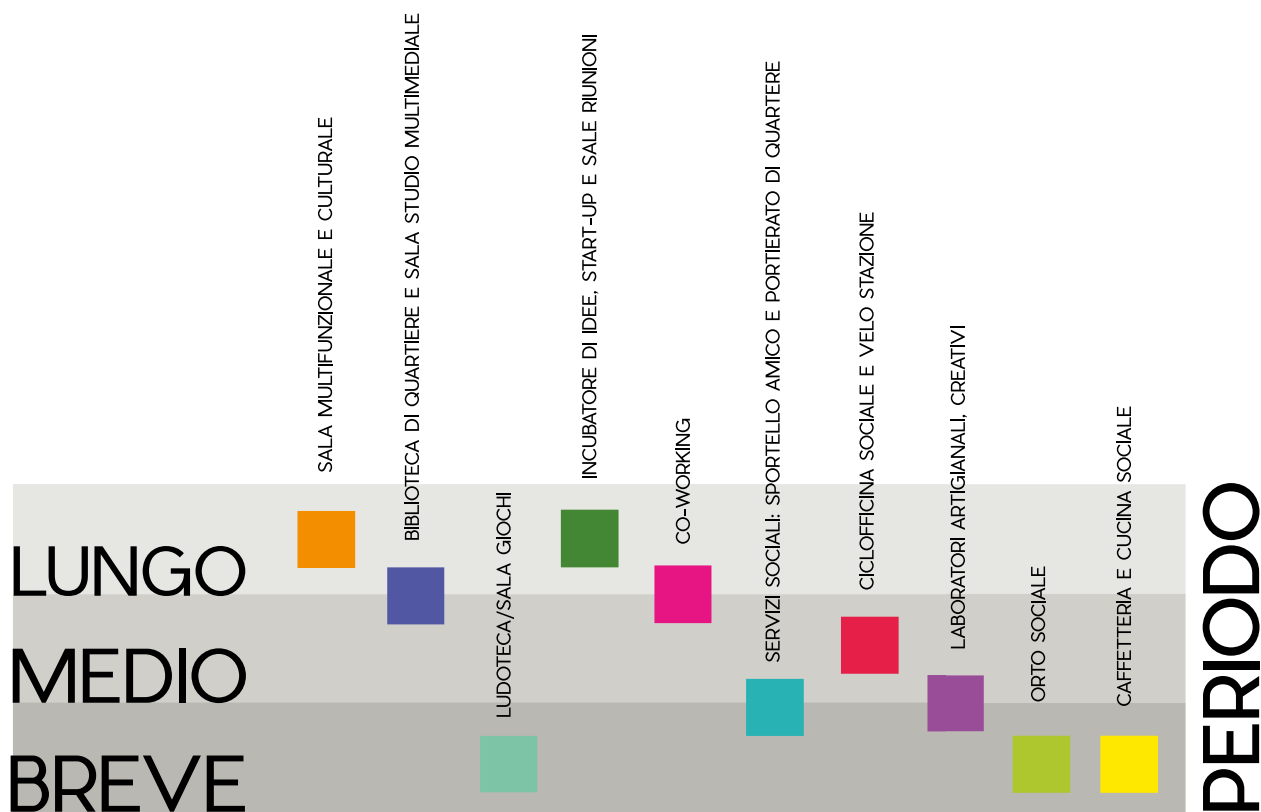 SALA MULTIFUNZIONALE E CULTURALE
BIBLIOTECA DI QUARTIERE E SALA STUDIO MULTIMEDIALE
LUDOTECA/SALA GIOCHI
INCUBATORE DI IDEE, START-UP E SALE RIUNIONI
CO-WORKING
SERVIZI SOCIALI: SPORTELLO AMICO E PORTIERATO DI QUARTERE
CICLOFFICINA SOCIALE E VELO STAZIONE
LABORATORI ARTIGIANALI, CREATIVI
ORTO SOCIALE
CAFFETTERIA E CUCINA SOCIALE
LUNGO
MEDIO
BREVE
PERIODO